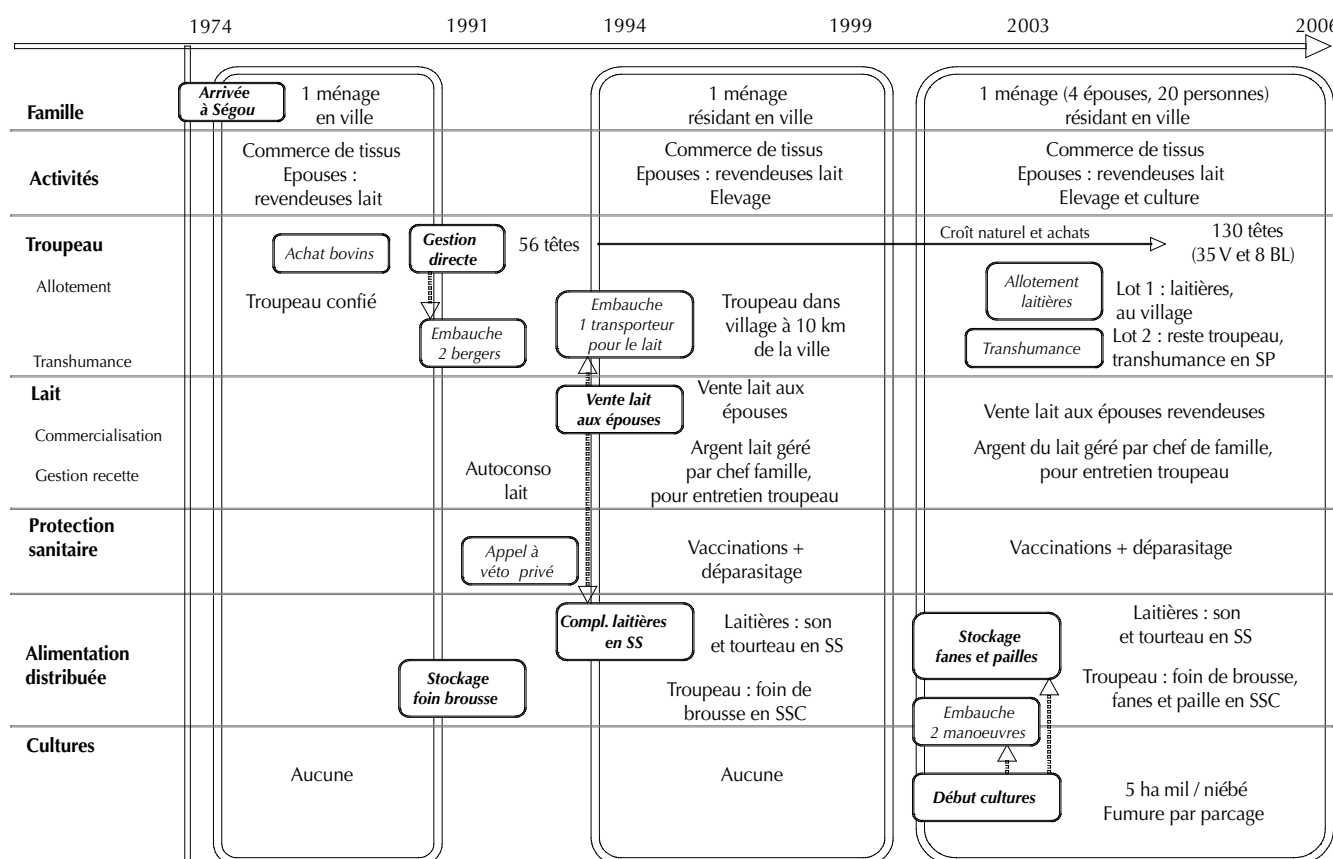 1974 1991 1994 1999 2003 2006
Famille
Arrivée
à Ségou
1 ménage
en ville
1 ménage
résidant en ville
1 ménage (4 épouses, 20 personnes)
résidant en ville
Activités
Commerce de tissus
Epouses :
revendeuses lait
Commerce de tissus
Epouses : revendeuses lait
Elevage
Commerce de tissus
Epouses : revendeuses lait
Elevage et culture
Troupeau
Achat bovins
Gestion
directe
56 têtes
Croît naturel et achats
130 têtes
(35 V et 8 BL)
Allotement
Troupeau confié
Embauche
2 bergers
Embauche
1 transporteur
pour le lait
Troupeau dans
village à 10 km
de la ville
Allotement
laitières
Lot 1 : laitières,
au village
Transhumance
Transhumance
Lot 2 : reste troupeau,
transhumance en SP
Lait
Vente lait
aux épouses
Vente lait aux
épouses
Vente lait aux épouses revendeuses
Commercialisation
Gestion recette
Autoconso
lait
Argent lait géré
par chef famille,
pour entretien troupeau
Argent du lait géré par chef de famille,
pour entretien troupeau
Protection
sanitaire
Appel à
véto privé
Vaccinations +
déparasitage
Vaccinations + déparasitage
Alimentation
distribuée
Stockage
foin brousse
Compl. laitières
en SS
Laitières : son
et tourteau en SS
Troupeau : foin de
brousse en SSC
Stockage
fanes et pailles
Laitières : son
et tourteau en SS
Troupeau : foin de brousse,
fanes et paille en SSC
Embauche
2 manoeuvres
Cultures
Aucune
Aucune
Début cultures
5 ha mil / niébé
Fumure par parcage